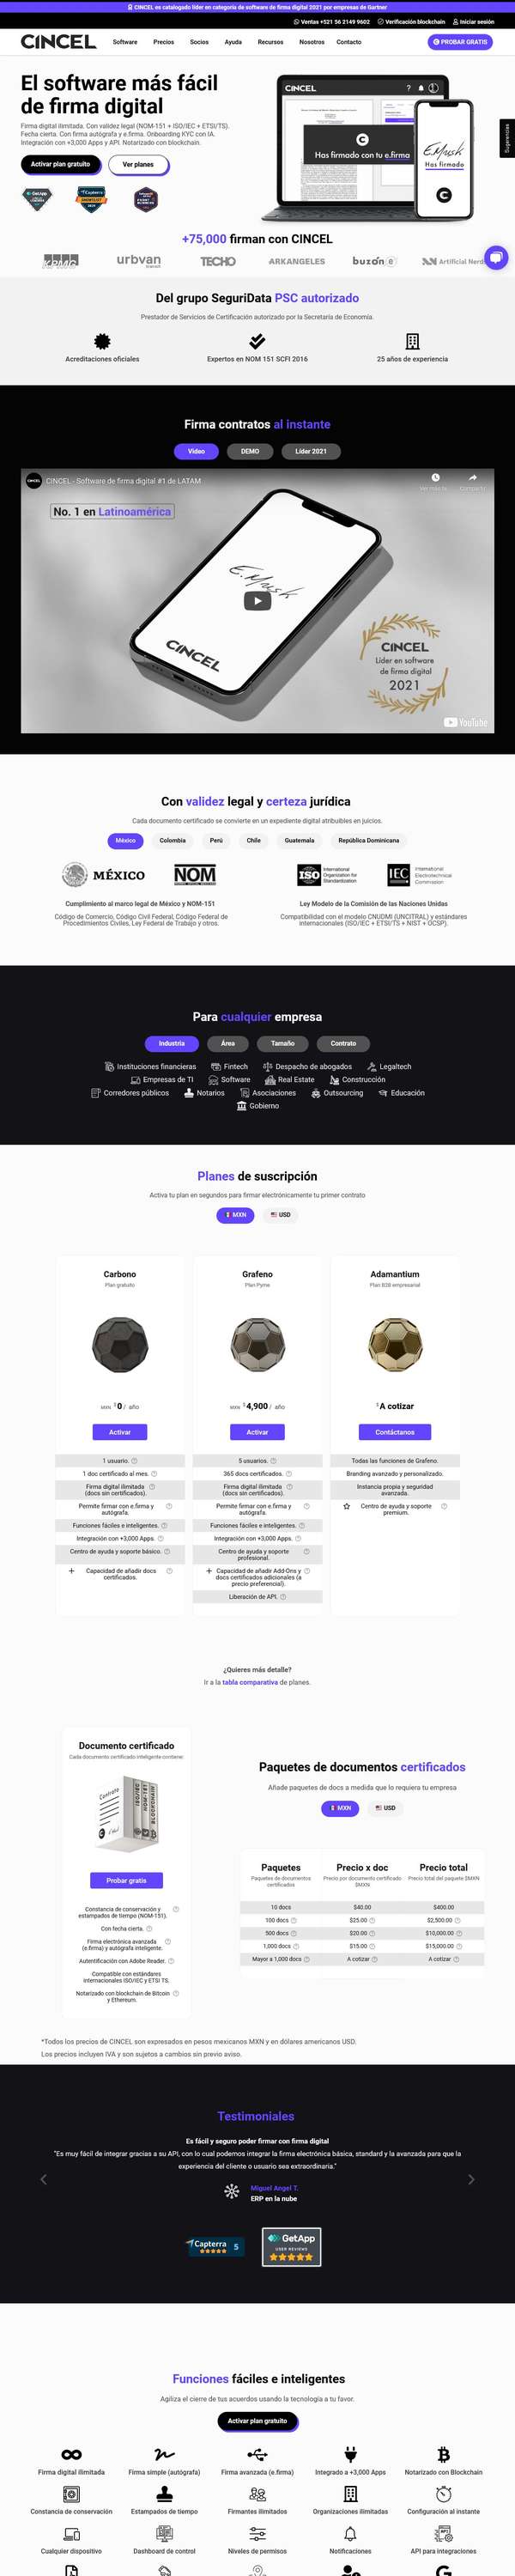 CINCEL es catalogado líder en categoría de software de firma digital 2021 por empresas de Gartner
Ventas +521 56 2149 9602 Verificación blockchain Iniciar sesión
CINCEL Software Precios Socios Ayuda Recursos Nosotros Contacto PROBAR GRATIS
El software más fácil
de firma digital
Firma digital ilimitada. Con validez legal (NOM-151 + ISO/IEC + ETSI/TS).
Fecha cierta. Con firma autógrafa y e.firma. Onboarding KYC con IA.
Integración con +3,000 Apps y API. Notarizado con blockchain.
Activar plan gratuito Ver planes
CINCEL
Has firmado con tu e.firma
Has firmado
Sugerencias
GetApp Capterra
SHORTLIST
+75,000 firman con CINCEL
KPMG urbvan TECHO ARKANGELES buzón e Artificial Nerds
Del grupo SeguriData PSC autorizado
Prestador de Servicios de Certificación autorizado por la Secretaría de Economía.
Acreditaciones oficiales Expertos en NOM 151 SCFI 2016 25 años de experiencia
Firma contratos al instante
Video DEMO Líder 2021
CINCEL - Software de firma digital #1 de LATAM
No. 1 en Latinoamérica
CINCEL
CINCEL
Líder en software
de firma digital
2021
YouTube
Con validez legal y certeza jurídica
Cada documento certificado se convierte en un expediente digital atribuibles en juicios.
México Colombia Perú Chile Guatemala República Dominicana
MÉXICO NOM ISO International Organization for Standardization IEC International Electrotechnical Commission
Cumplimiento al marco legal de México y NOM-151
Código de Comercio, Código Civil Federal, Código Federal de
Procedimientos Civiles, Ley Federal de Trabajo y otros.
Ley Modelo de la Comisión de las Naciones Unidas
Compatibilidad con el modelo CNUDMI (UNCITRAL) y estándares
internacionales (ISO/IEC + ETSI/TS + NIST + OCSP).
Para cualquier empresa
Industria Área Tamaño Contrato
Instituciones financieras Fintech Despacho de abogados Legaltech
Empresas de TI Software Real Estate Construcción
Corredores públicos Notarios Asociaciones Outsourcing Educación
Gobierno
Planes de suscripción
Activa tu plan en segundos para firmar electrónicamente tu primer contrato
MXN USD
Carbono
Plan gratuito
MXN $0 / año
Activar
1 usuario.
1 doc certificado al mes.
Firma digital ilimitada
(docs sin certificados).
Permite firmar con e.firma y
autógrafa.
Funciones fáciles e inteligentes.
Integración con +3,000 Apps.
Centro de ayuda y soporte básico.
+ Capacidad de añadir docs
certificados.
Grafeno
Plan Pyme
MXN $4,900 / año
Activar
5 usuarios.
365 docs certificados.
Firma digital ilimitada
(docs sin certificados).
Permite firmar con e.firma y
autógrafa.
Funciones fáciles e inteligentes.
Integración con +3,000 Apps.
Centro de ayuda y soporte
profesional.
+ Capacidad de añadir Add-Ons y
docs certificados adicionales (a
precio preferencial).
Liberación de API.
Adamantium
Plan B2B empresarial
$A cotizar
Contáctanos
Todas las funciones de Grafeno.
Branding avanzado y personalizado.
Instancia propia y seguridad
avanzada.
Centro de ayuda y soporte
premium.
¿Quieres más detalle?
Ir a la tabla comparativa de planes.
Documento certificado
Cada documento certificado inteligente contiene:
Contrato
ISO/IEC
NOM-151
BLOCKCHAIN
Probar gratis
Constancia de conservación y
estampados de tiempo (NOM-151).
Con fecha cierta.
Firma electrónica avanzada
(e.firma) y autógrafa inteligente.
Autenticación con Adobe Reader.
Compatible con estándares
internacionales ISO/IEC y ETSI TS.
Notarizado con blockchain de Bitcoin
y Ethereum.
Paquetes de documentos certificados
Añade paquetes de docs a medida que lo requiera tu empresa
MXN USD
Paquetes Precio x doc Precio total
Paquetes de documentos certificados Precio por documento certificado $MXN Precio total del paquete $MXN
10 docs $40.00 $400.00
100 docs $25.00 $2,500.00
500 docs $20.00 $10,000.00
1,000 docs $15.00 $15,000.00
Mayor a 1,000 docs A cotizar A cotizar
*Todos los precios de CINCEL son expresados en pesos mexicanos MXN y en dólares americanos USD.
Los precios incluyen IVA y son sujetos a cambios sin previo aviso.
Testimoniales
Es fácil y seguro poder firmar con firma digital
"Es muy fácil de integrar gracias a su API, con lo cual podemos integrar la firma electrónica básica, standard y la avanzada para que la
experiencia del cliente o usuario sea extraordinaria."
Miguel Angel T.
ERP en la nube
Capterra 5
GetApp
USER REVIEWS
Funciones fáciles e inteligentes
Agiliza el cierre de tus acuerdos usando la tecnología a tu favor.
Activar plan gratuito
Firma digital ilimitada Firma simple (autógrafa) Firma avanzada (e.firma) Integrado a +3,000 Apps Notarizado con Blockchain
Constancia de conservación Estampados de tiempo Firmantes ilimitados Organizaciones ilimitadas Configuración al instante
Cualquier dispositivo Dashboard de control Niveles de permisos Notificaciones API para integraciones